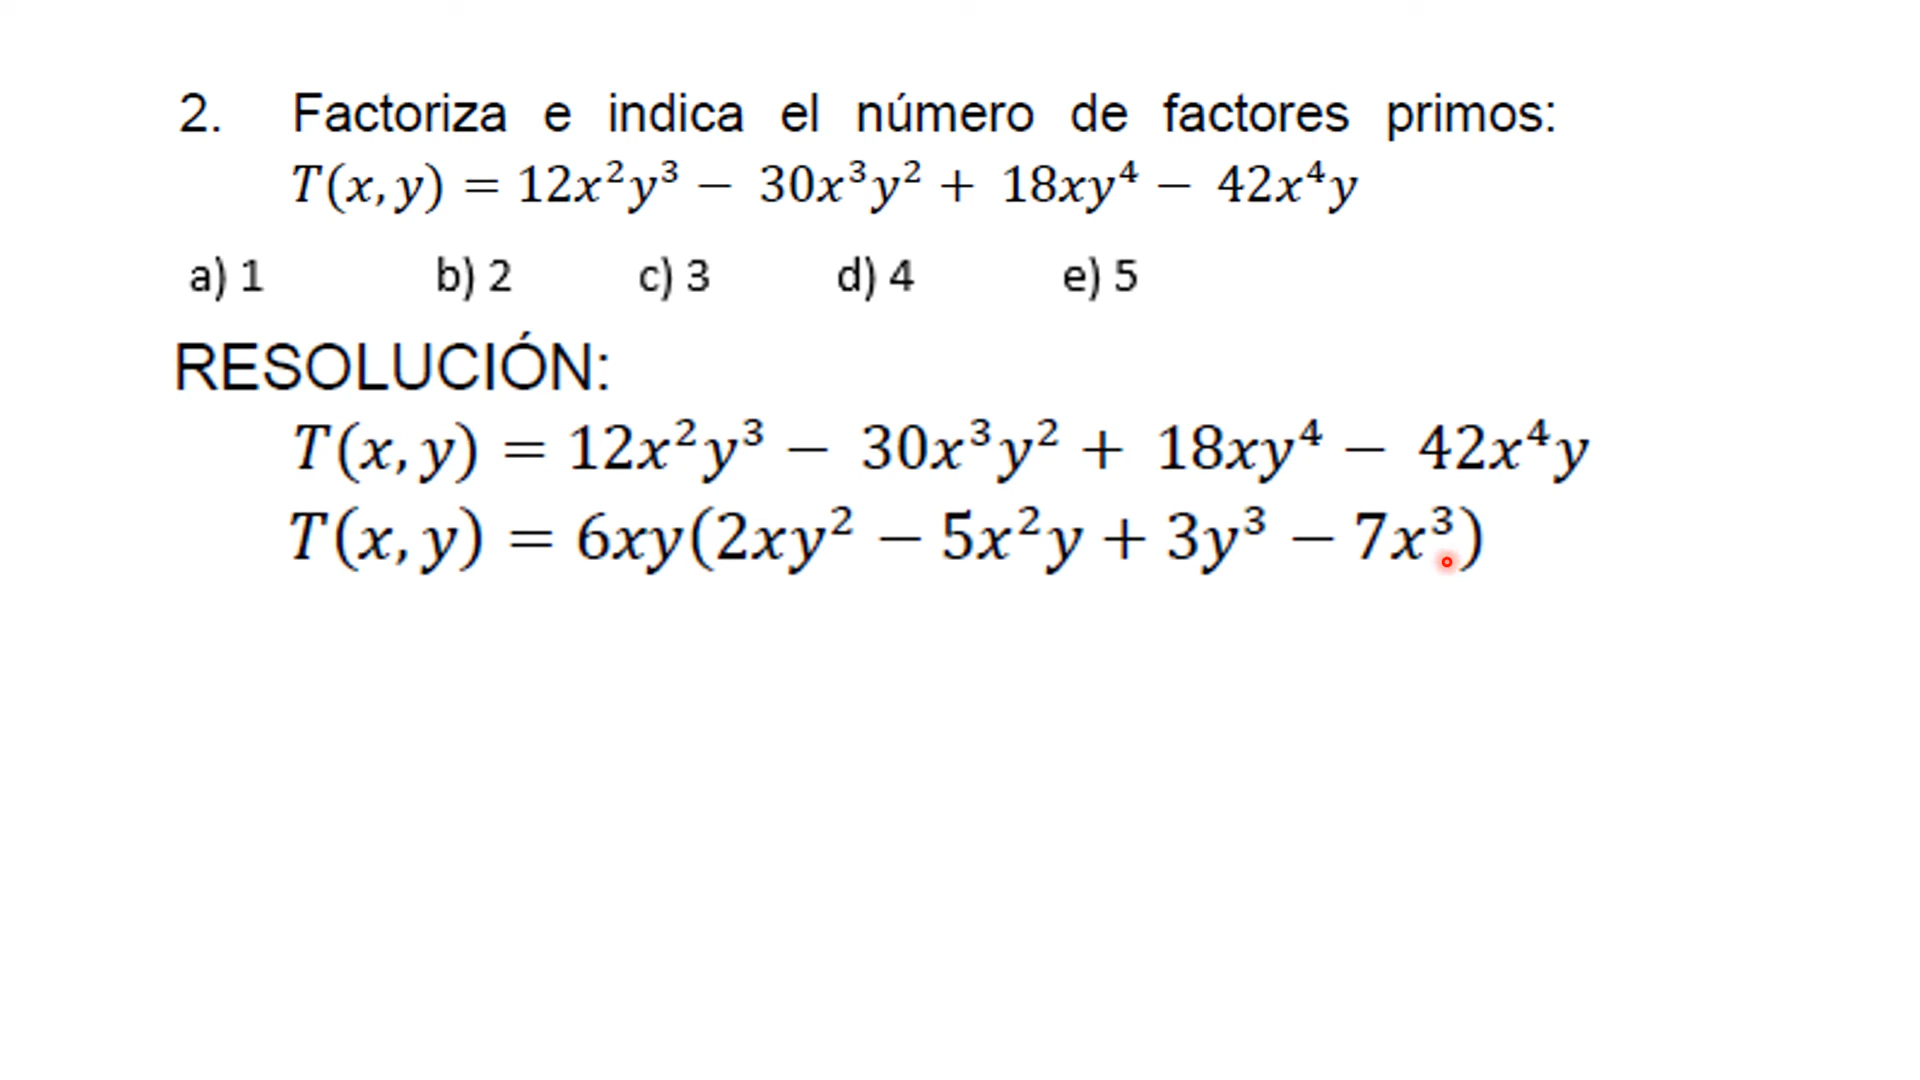 2. Factoriza e indica el número de factores primos:
T(x, y) = 12x²y³ − 30x³y² + 18xy⁴ − 42x⁴y
a) 1 b) 2 c) 3 d) 4 e) 5
RESOLUCIÓN:
T(x, y) = 12x²y³ − 30x³y² + 18xy⁴ − 42x⁴y
T(x, y) = 6xy(2xy² − 5x²y + 3y³ − 7x³)